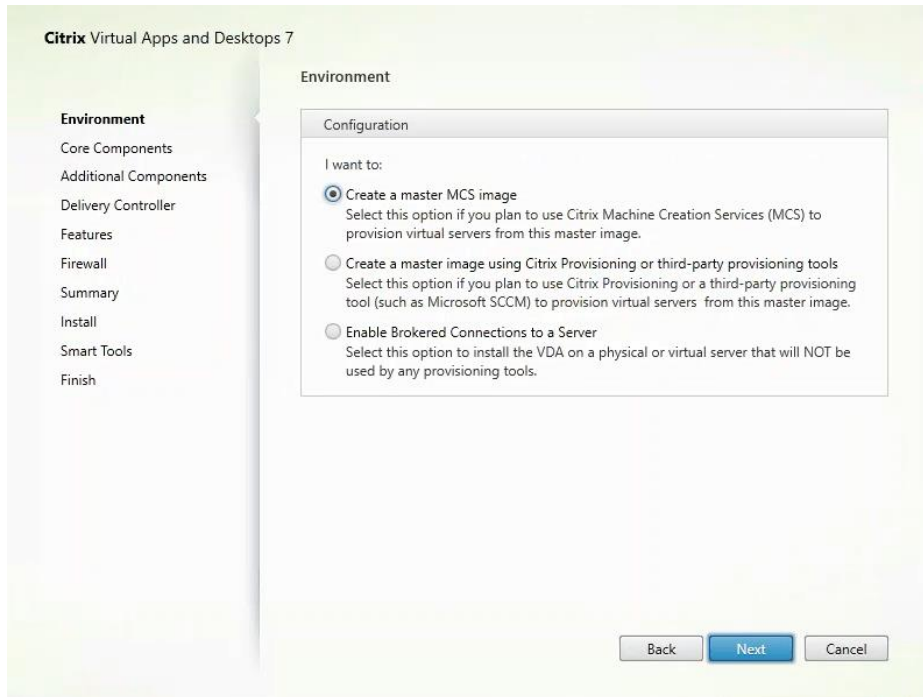 Citrix Virtual Apps and Desktops 7
Environment
Environment
Core Components
Additional Components
Delivery Controller
Features
Firewall
Summary
Install
Smart Tools
Finish
Configuration
I want to:
Create a master MCS image
Select this option if you plan to use Citrix Machine Creation Services (MCS) to
provision virtual servers from this master image.
Create a master image using Citrix Provisioning or third-party provisioning tools
Select this option if you plan to use Citrix Provisioning or a third-party provisioning
tool (such as Microsoft SCCM) to provision virtual servers from this master image.
Enable Brokered Connections to a Server
Select this option to install the VDA on a physical or virtual server that will NOT be
used by any provisioning tools.
Back
Next
Cancel